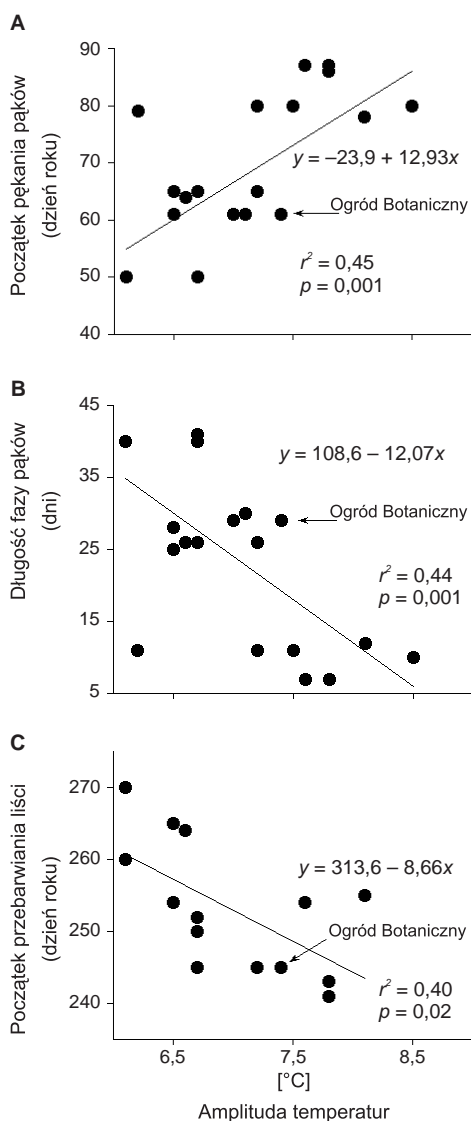 A
Początek pękania pąków
(dzień roku)
90
80
70
60
50
40
y = –23,9 + 12,93x
Ogród Botaniczny
r² = 0,45
p = 0,001
B
Długość fazy pąków
(dni)
45
35
25
15
5
y = 108,6 – 12,07x
Ogród Botaniczny
r² = 0,44
p = 0,001
C
Początek przebarwiania liści
(dzień roku)
270
260
250
240
y = 313,6 – 8,66x
Ogród Botaniczny
r² = 0,40
p = 0,02
6,5 7,5 8,5
[°C]
Amplituda temperatur